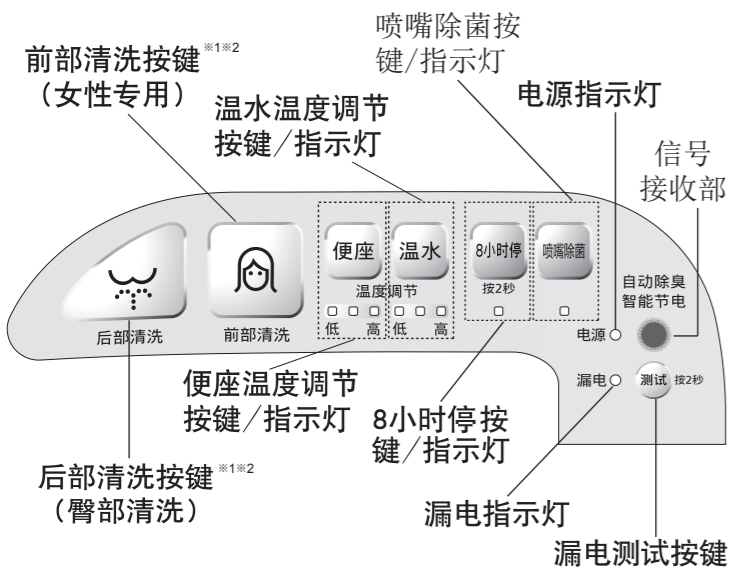 喷嘴除菌按
键/指示灯
前部清洗按键※1※2
（女性专用）
电源指示灯
温水温度调节
按键/指示灯
信号
接收部
便座
温水
8小时停
喷嘴除菌
温度调节
按2秒
自动除臭
智能节电
后部清洗
前部清洗
低 高
低 高
电源
漏电
测试
按2秒
便座温度调节
按键/指示灯
8小时停按
键/指示灯
后部清洗按键※1※2
（臀部清洗）
漏电指示灯
漏电测试按键